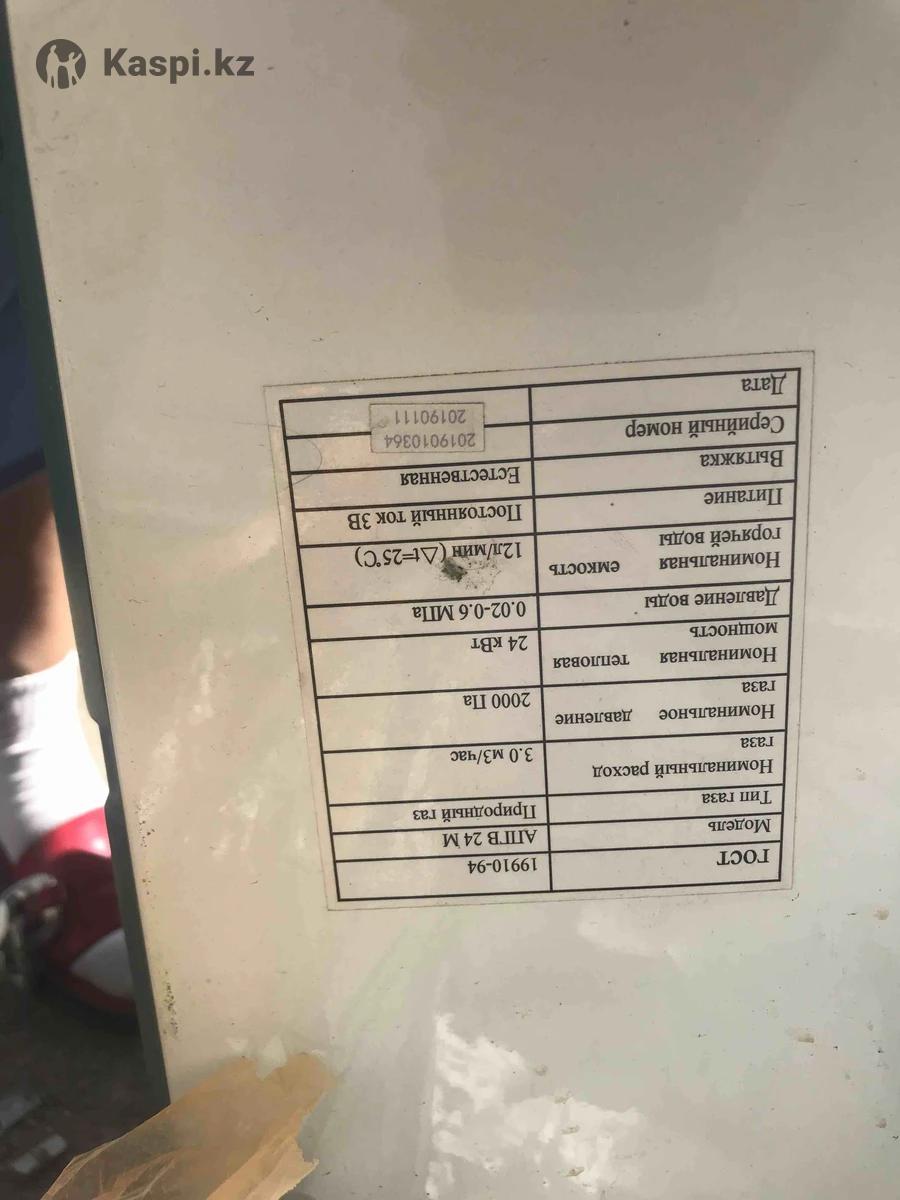 Kaspi.kz
ГОСТ 19910-94
Модель АПГВ 24 М
Тип газа Природный газ
Номинальный расход 3.0 м3/час
газа
Номинальное давление 2000 Па
газа
Номинальная тепловая 24 кВт
мощность
Давление воды 0.02-0.6 МПа
Номинальная емкость 12л/мин (△t=25°C)
горячей воды
Питание Постоянный ток 3В
Вытяжка Естественная
Серийный номер 2019010364
Дата 20190111